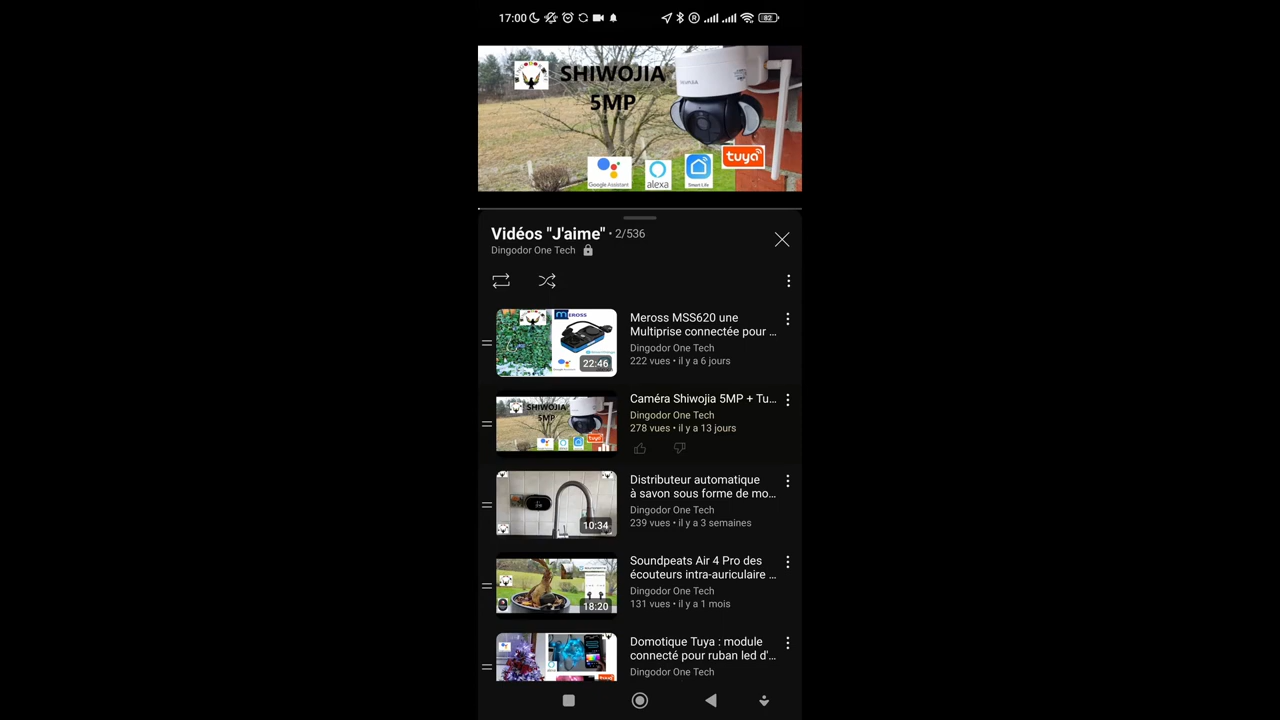 17:00
82
SHIWOJIA
5MP
tuya
Google Assistant
alexa
Smart Life
Vidéos "J'aime" • 2/536
Dingodor One Tech
Meross MSS620 une
Multiprise connectée pour ...
Dingodor One Tech
222 vues • il y a 6 jours
MEROSS
22:46
Caméra Shiwojia 5MP + Tu...
Dingodor One Tech
278 vues • il y a 13 jours
SHIWOJIA
5MP
Distributeur automatique
à savon sous forme de mo...
Dingodor One Tech
239 vues • il y a 3 semaines
10:34
Soundpeats Air 4 Pro des
écouteurs intra-auriculaire ...
Dingodor One Tech
131 vues • il y a 1 mois
18:20
Domotique Tuya : module
connecté pour ruban led d'...
Dingodor One Tech